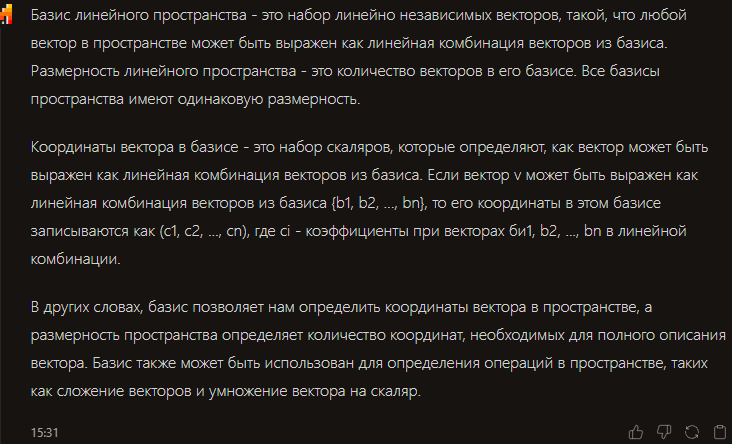 Базис линейного пространства - это набор линейно независимых векторов, такой, что любой
вектор в пространстве может быть выражен как линейная комбинация векторов из базиса.
Размерность линейного пространства - это количество векторов в его базисе. Все базисы
пространства имеют одинаковую размерность.
Координаты вектора в базисе - это набор скаляров, которые определяют, как вектор может быть
выражен как линейная комбинация векторов из базиса. Если вектор v может быть выражен как
линейная комбинация векторов из базиса {b1, b2, ..., bn}, то его координаты в этом базисе
записываются как (c1, c2, ..., cn), где ci - коэффициенты при векторах би1, b2, ..., bn в линейной
комбинации.
В других словах, базис позволяет нам определить координаты вектора в пространстве, а
размерность пространства определяет количество координат, необходимых для полного описания
вектора. Базис также может быть использован для определения операций в пространстве, таких
как сложение векторов и умножение вектора на скаляр.
15:31